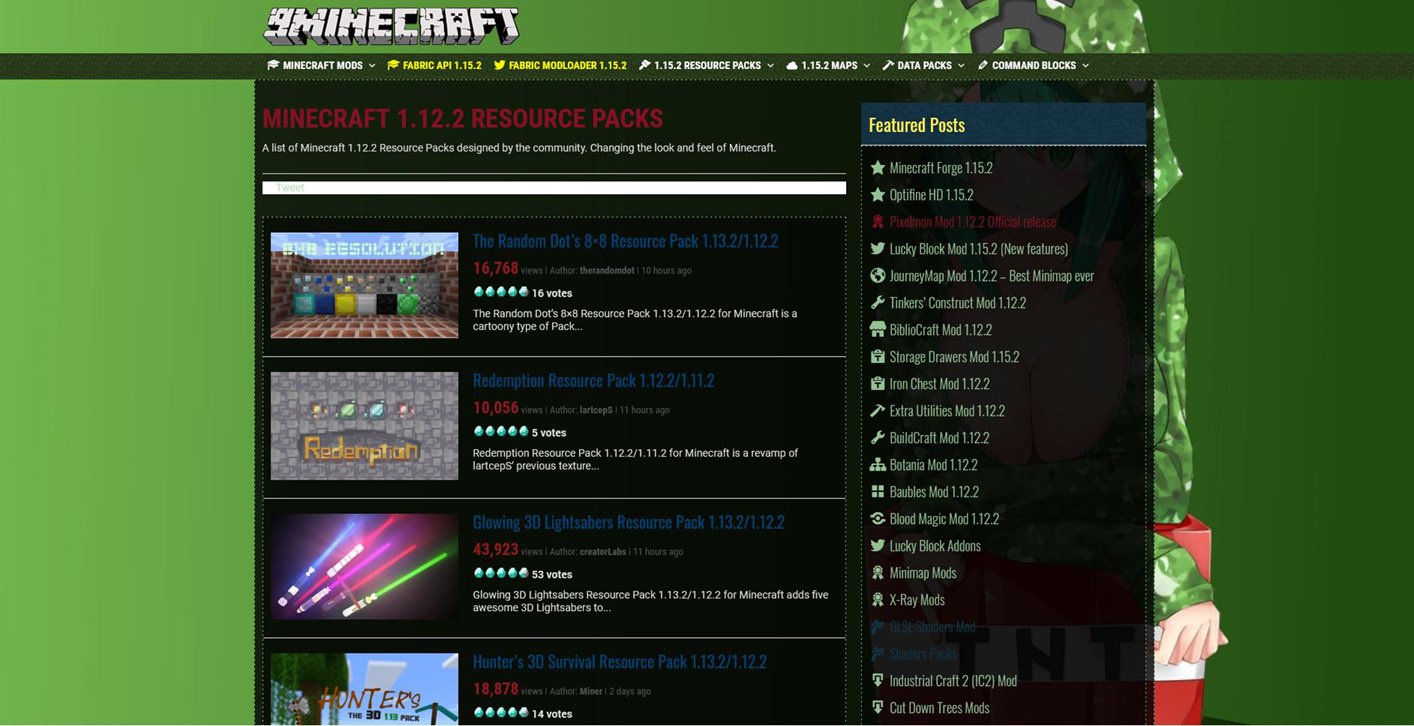 9MINECRAFT
MINECRAFT MODS FABRIC API 1.15.2 FABRIC MODLOADER 1.15.2 1.15.2 RESOURCE PACKS 1.15.2 MAPS DATA PACKS COMMAND BLOCKS
MINECRAFT 1.12.2 RESOURCE PACKS
A list of Minecraft 1.12.2 Resource Packs designed by the community. Changing the look and feel of Minecraft.
Tweet
8X8 RESOLUTION
The Random Dot's 8×8 Resource Pack 1.13.2/1.12.2
16,768 views | Author: therandomdot | 10 hours ago
16 votes
The Random Dot's 8×8 Resource Pack 1.13.2/1.12.2 for Minecraft is a
cartoony type of Pack...
Redemption
Redemption Resource Pack 1.12.2/1.11.2
10,056 views | Author: lartcepS | 11 hours ago
5 votes
Redemption Resource Pack 1.12.2/1.11.2 for Minecraft is a revamp of
lartcepS' previous texture...
Glowing 3D Lightsabers Resource Pack 1.13.2/1.12.2
43,923 views | Author: creatorLabs | 11 hours ago
53 votes
Glowing 3D Lightsabers Resource Pack 1.13.2/1.12.2 for Minecraft adds five
awesome 3D Lightsabers to...
HUNTER'S
THE 3D 1.13 PACK
Hunter's 3D Survival Resource Pack 1.13.2/1.12.2
18,878 views | Author: Miner | 2 days ago
14 votes
Featured Posts
Minecraft Forge 1.15.2
Optifine HD 1.15.2
Pixelmon Mod 1.12.2 Official release
Lucky Block Mod 1.15.2 (New features)
JourneyMap Mod 1.12.2 – Best Minimap ever
Tinkers' Construct Mod 1.12.2
BiblioCraft Mod 1.12.2
Storage Drawers Mod 1.15.2
Iron Chest Mod 1.12.2
Extra Utilities Mod 1.12.2
BuildCraft Mod 1.12.2
Botania Mod 1.12.2
Baubles Mod 1.12.2
Blood Magic Mod 1.12.2
Lucky Block Addons
Minimap Mods
X-Ray Mods
GLSL Shaders Mod
Shaders Packs
TNT
Industrial Craft 2 (IC2) Mod
Cut Down Trees Mods